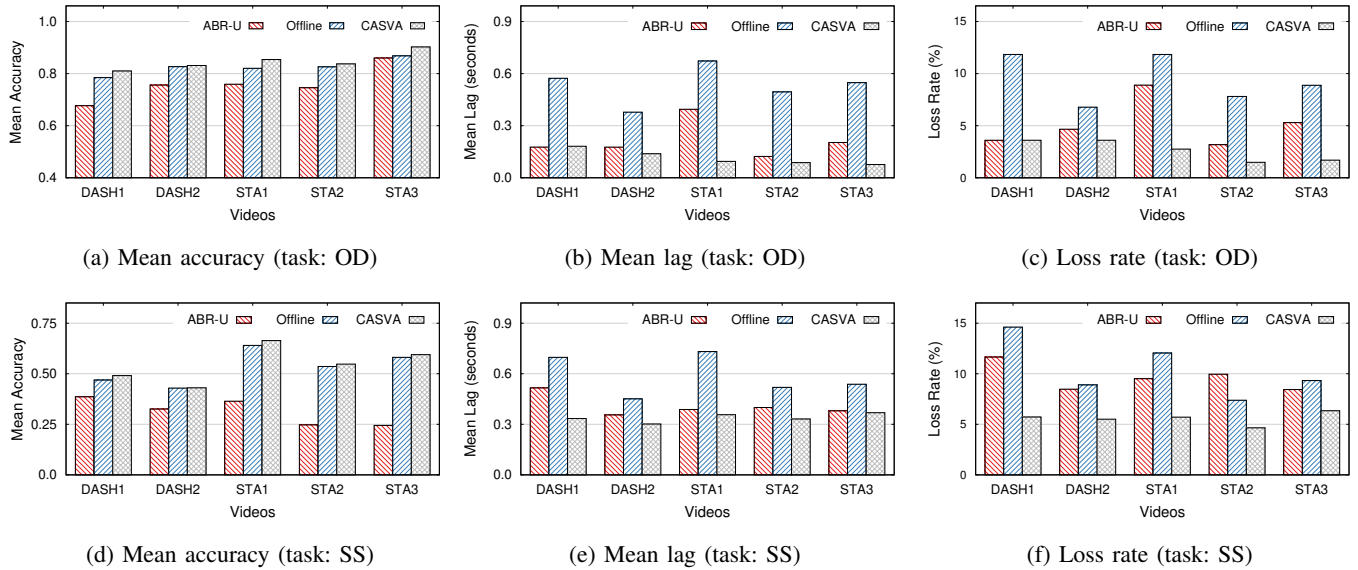 ABR-U Offline CASVA
Mean Accuracy
1.0
0.8
0.6
0.4
DASH1 DASH2 STA1 STA2 STA3
Videos
(a) Mean accuracy (task: OD)
ABR-U Offline CASVA
Mean Lag (seconds)
0.9
0.6
0.3
0.0
DASH1 DASH2 STA1 STA2 STA3
Videos
(b) Mean lag (task: OD)
ABR-U Offline CASVA
Loss Rate (%)
15
10
5
0
DASH1 DASH2 STA1 STA2 STA3
Videos
(c) Loss rate (task: OD)
ABR-U Offline CASVA
Mean Accuracy
0.75
0.50
0.25
0.00
DASH1 DASH2 STA1 STA2 STA3
Videos
(d) Mean accuracy (task: SS)
ABR-U Offline CASVA
Mean Lag (seconds)
0.9
0.6
0.3
0.0
DASH1 DASH2 STA1 STA2 STA3
Videos
(e) Mean lag (task: SS)
ABR-U Offline CASVA
Loss Rate (%)
15
10
5
0
DASH1 DASH2 STA1 STA2 STA3
Videos
(f) Loss rate (task: SS)